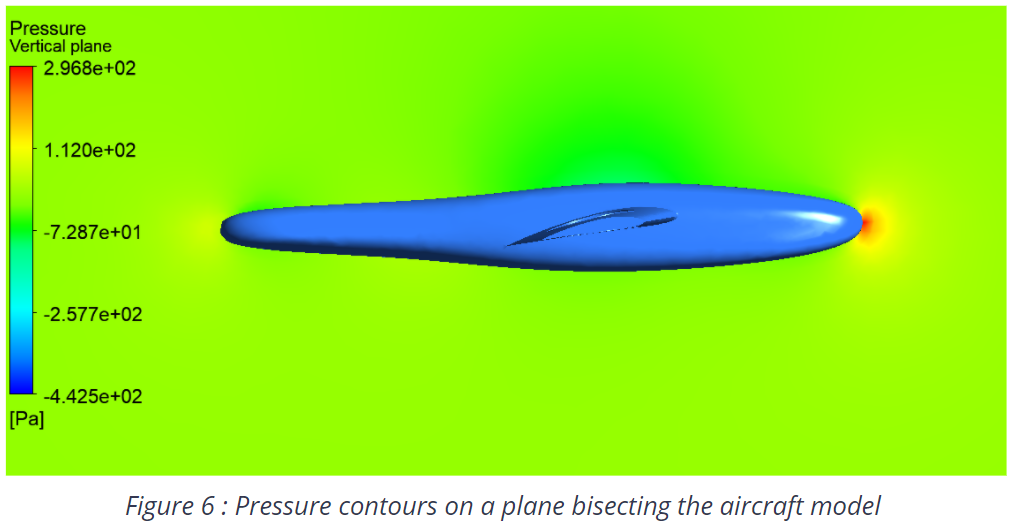 Pressure
Vertical plane
2.968e+02
1.120e+02
-7.287e+01
-2.577e+02
-4.425e+02
[Pa]
Figure 6 : Pressure contours on a plane bisecting the aircraft model